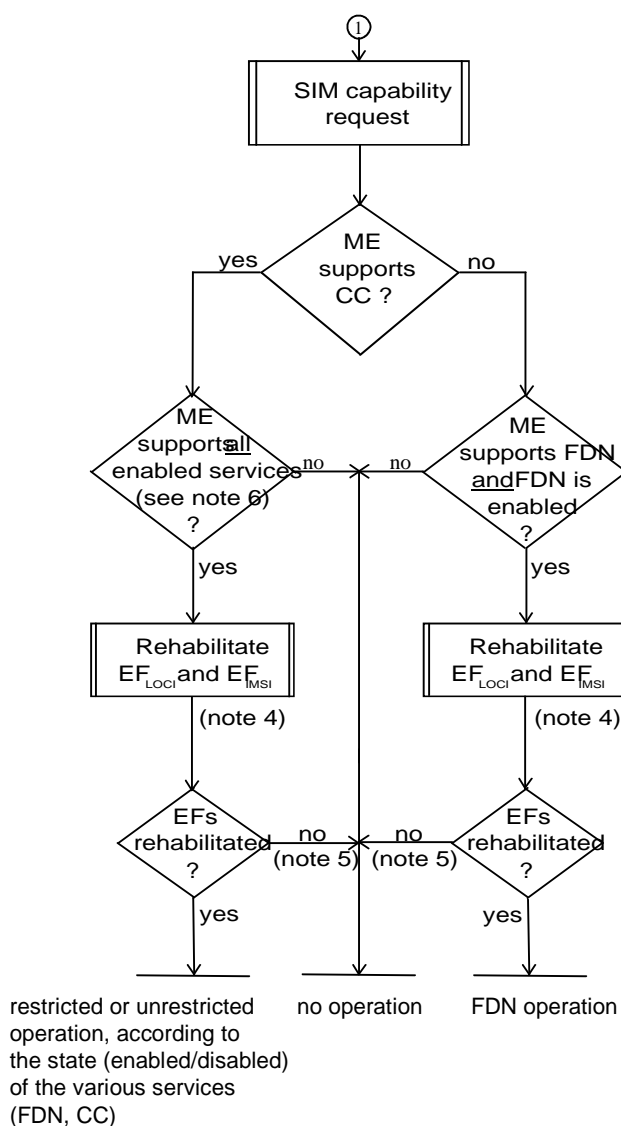 1
SIM capability
request
ME
supports
CC ?
yes
no
ME
supports all
enabled services
(see note 6)
?
no
no
ME
supports FDN
and FDN is
enabled
?
yes
yes
Rehabilitate
EFLOCI and EFIMSI
Rehabilitate
EFLOCI and EFIMSI
(note 4)
(note 4)
EFs
rehabilitated
?
no
(note 5)
no
(note 5)
EFs
rehabilitated
?
yes
yes
restricted or unrestricted
operation, according to
the state (enabled/disabled)
of the various services
(FDN, CC)
no operation
FDN operation